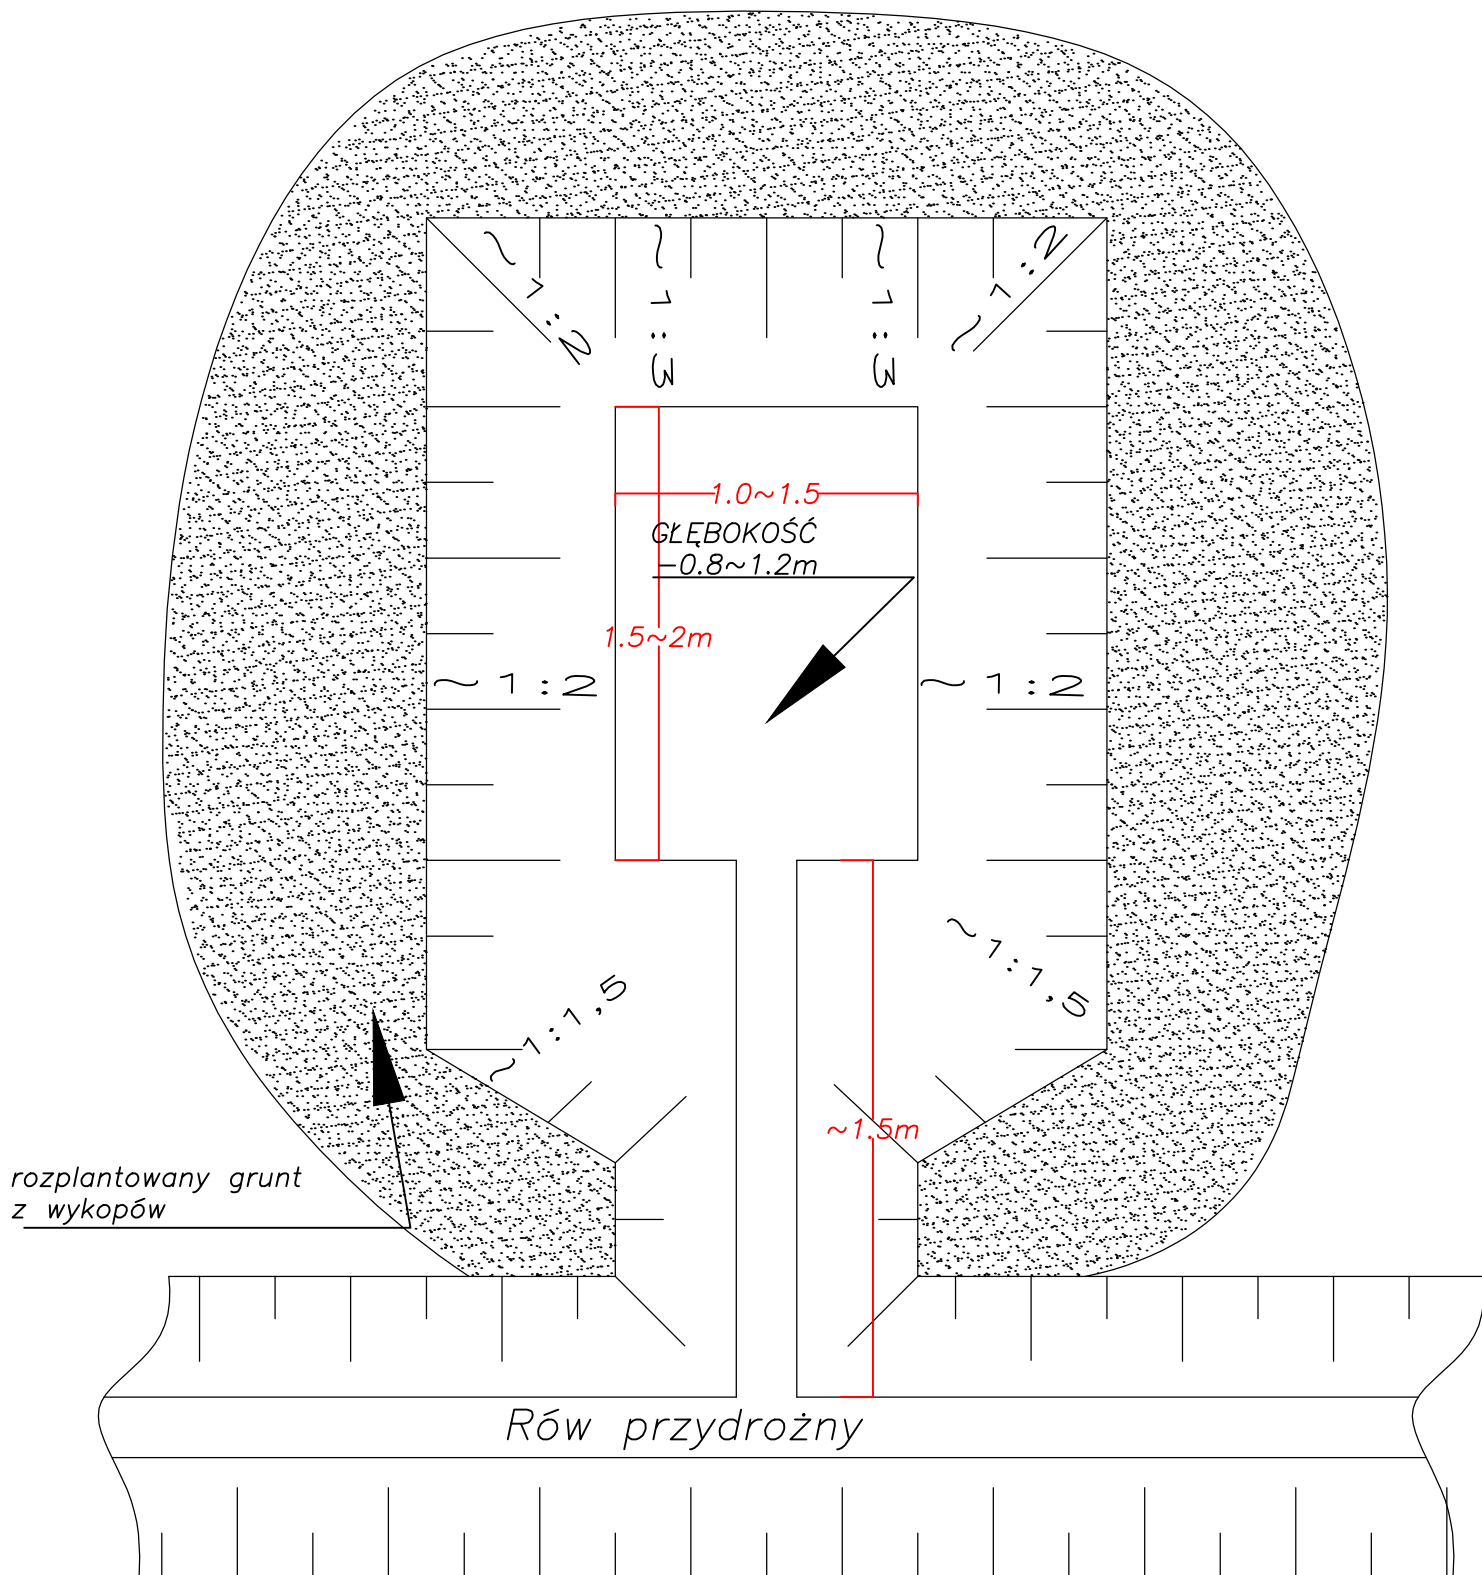 ~1:2
~1:3
~1:3
~1:2
1.0~1.5
GŁĘBOKOŚĆ
-0.8~1.2m
1.5~2m
~1:2
~1:2
~1:1,5
~1:1,5
~1.5m
rozplantowany grunt
z wykopów
Rów przydrożny